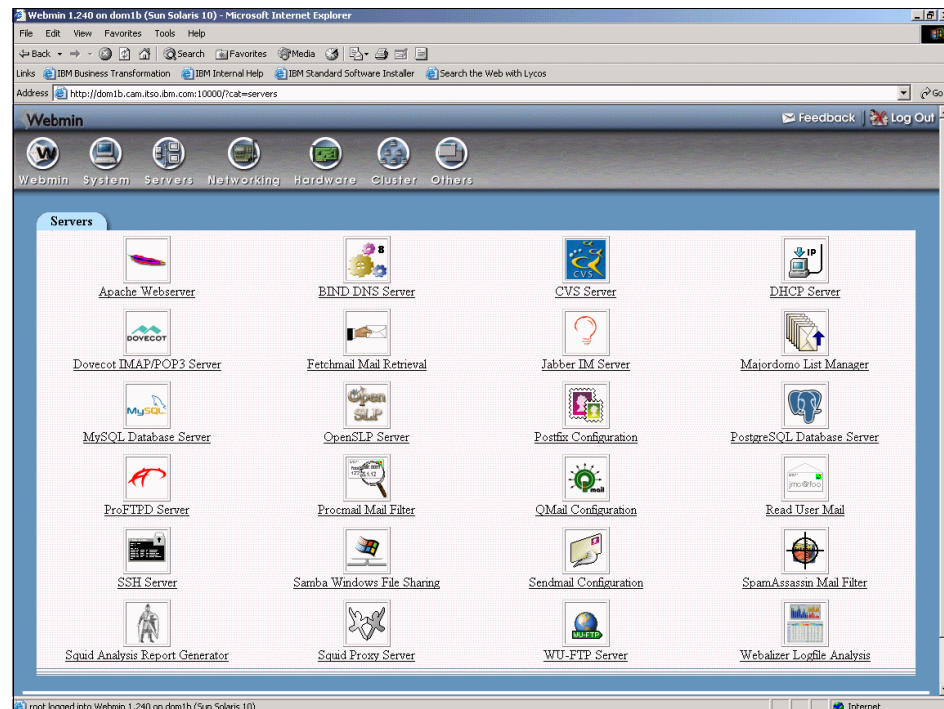 Webmin 1.240 on dom1b (Sun Solaris 10) - Microsoft Internet Explorer
File Edit View Favorites Tools Help
Back Search Favorites Media
Links IBM Business Transformation IBM Internal Help IBM Standard Software Installer Search the Web with Lycos
Address http://dom1b.cam.itso.ibm.com:10000/?cat=servers Go
Webmin Feedback Log Out
Webmin System Servers Networking Hardware Cluster Others
Servers
Apache Webserver BIND DNS Server CVS Server DHCP Server
Dovecot IMAP/POP3 Server Fetchmail Mail Retrieval Jabber IM Server Majordomo List Manager
MySQL Database Server OpenSLP Server Postfix Configuration PostgreSQL Database Server
ProFTPD Server Procmail Mail Filter QMail Configuration Read User Mail
SSH Server Samba Windows File Sharing Sendmail Configuration SpamAssassin Mail Filter
Squid Analysis Report Generator Squid Proxy Server WU-FTP Server Webalizer Logfile Analysis
root logged into Webmin 1.240 on dom1b (Sun Solaris 10) Internet